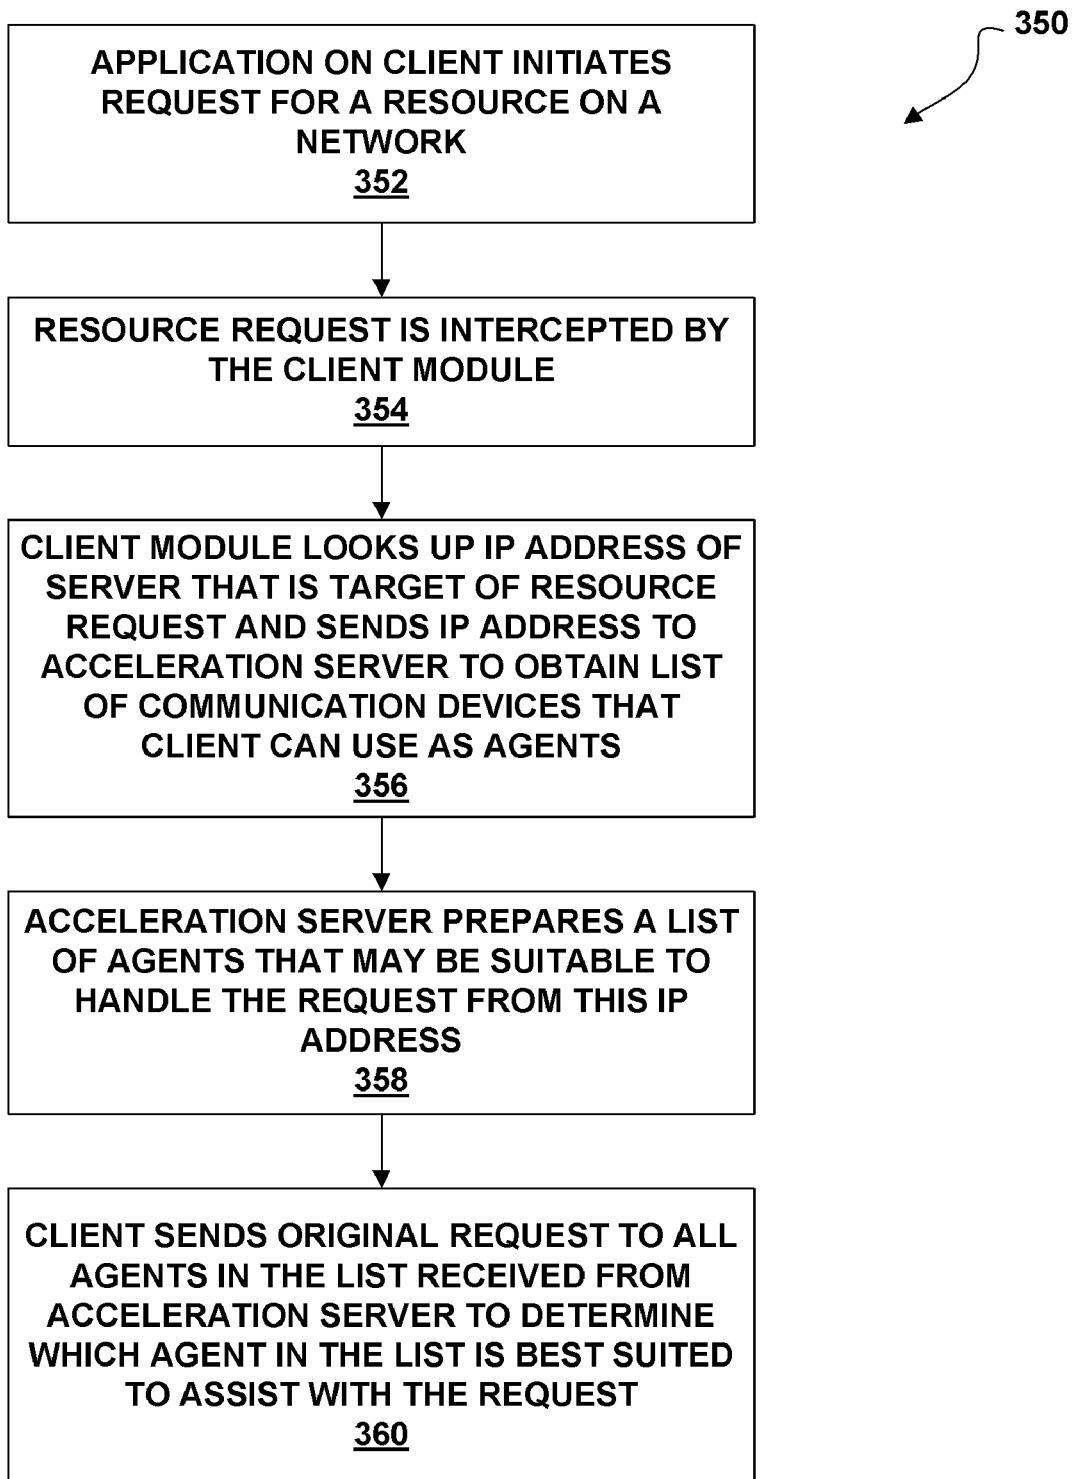 350
APPLICATION ON CLIENT INITIATES
REQUEST FOR A RESOURCE ON A
NETWORK
352
RESOURCE REQUEST IS INTERCEPTED BY
THE CLIENT MODULE
354
CLIENT MODULE LOOKS UP IP ADDRESS OF
SERVER THAT IS TARGET OF RESOURCE
REQUEST AND SENDS IP ADDRESS TO
ACCELERATION SERVER TO OBTAIN LIST
OF COMMUNICATION DEVICES THAT
CLIENT CAN USE AS AGENTS
356
ACCELERATION SERVER PREPARES A LIST
OF AGENTS THAT MAY BE SUITABLE TO
HANDLE THE REQUEST FROM THIS IP
ADDRESS
358
CLIENT SENDS ORIGINAL REQUEST TO ALL
AGENTS IN THE LIST RECEIVED FROM
ACCELERATION SERVER TO DETERMINE
WHICH AGENT IN THE LIST IS BEST SUITED
TO ASSIST WITH THE REQUEST
360